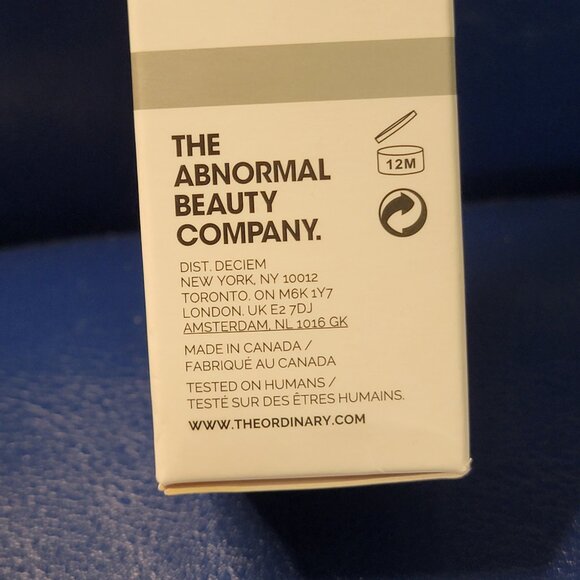 THE
ABNORMAL
BEAUTY
COMPANY.
12M
DIST. DECIEM
NEW YORK, NY 10012
TORONTO, ON M6K 1Y7
LONDON, UK E2 7DJ
AMSTERDAM, NL 1016 GK
MADE IN CANADA /
FABRIQUÉ AU CANADA
TESTED ON HUMANS /
TESTÉ SUR DES ÊTRES HUMAINS.
WWW.THEORDINARY.COM